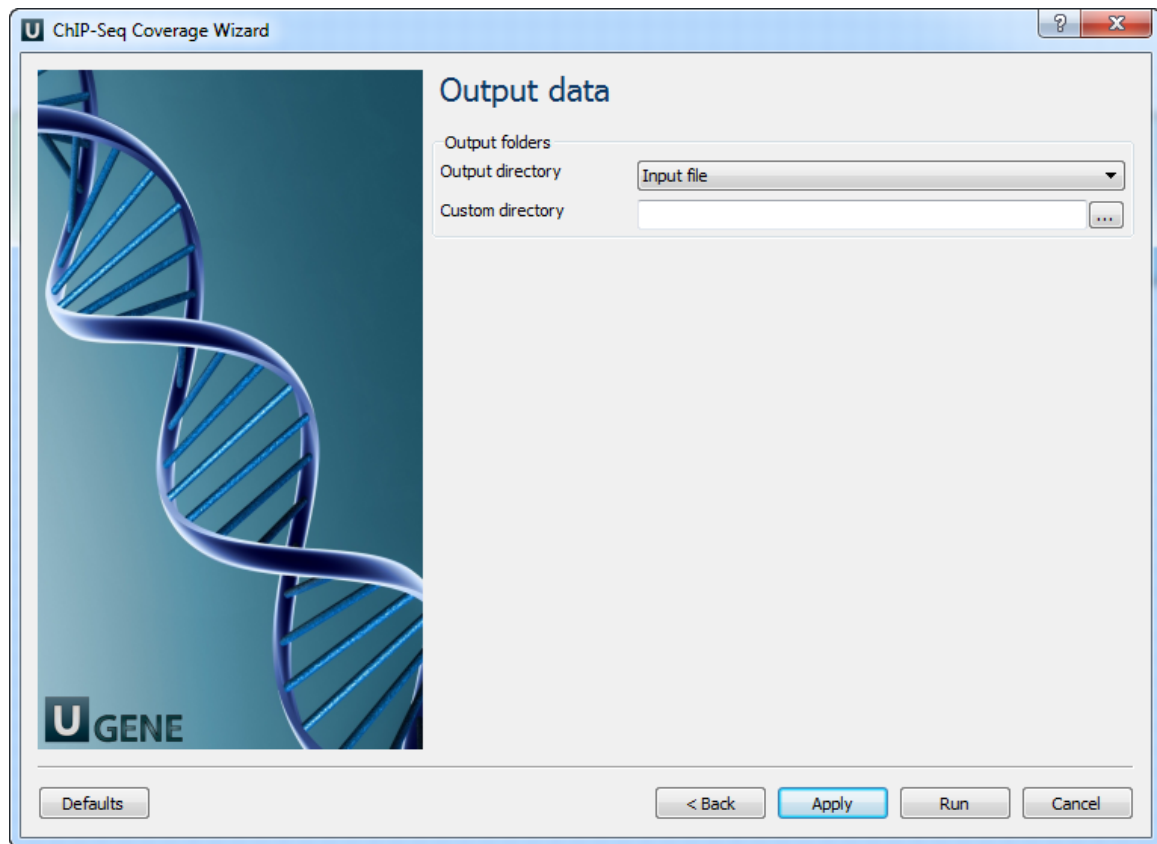 U ChIP-Seq Coverage Wizard ? X
Output data
Output folders
Output directory Input file
Custom directory ...
U GENE
Defaults < Back Apply Run Cancel